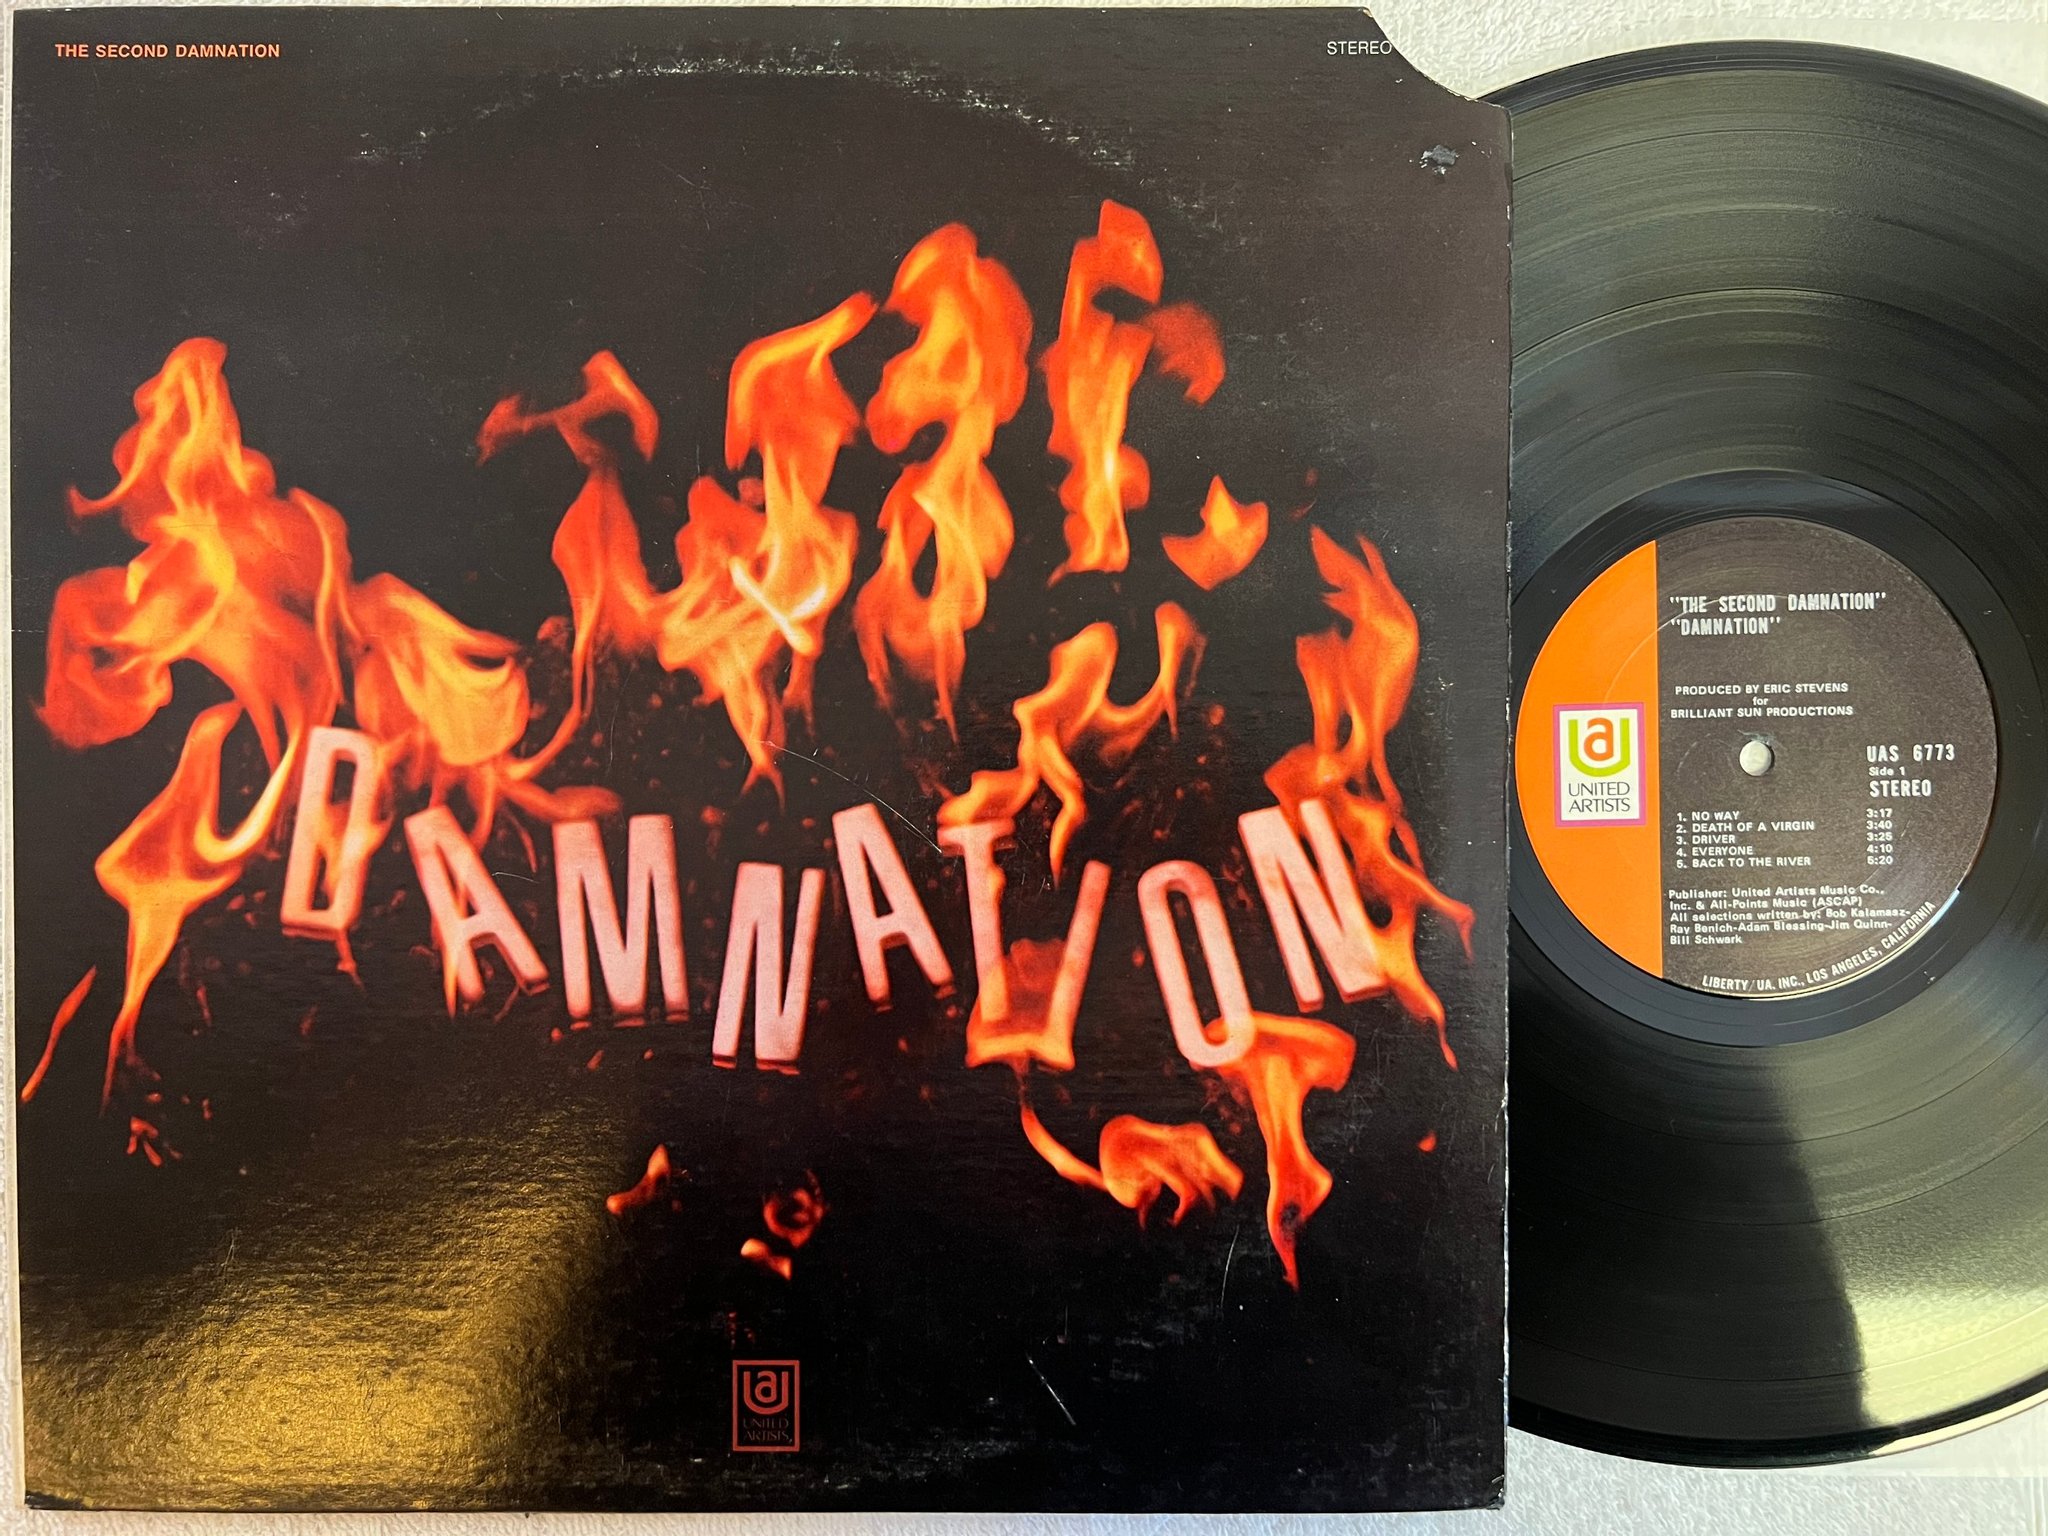 THE SECOND DAMNATION
STEREO
DAMNATION
UNITED
ARTISTS
"THE SECOND DAMNATION"
"DAMNATION"
PRODUCED BY ERIC STEVENS
for
BRILLIANT SUN PRODUCTIONS
UAS 6773
Side 1
STEREO
UNITED
ARTISTS
1. NO WAY 3:17
2. DEATH OF A VIRGIN 3:40
3. DRIVER 3:25
4. EVERYONE 4:10
5. BACK TO THE RIVER 5:20
Publisher: United Artists Music Co.,
Inc. & All-Points Music (ASCAP)
All selections written by: Bob Kalamasz-
Ray Benich-Adam Blessing-Jim Quinn-
Bill Schwark
LIBERTY/UA, INC., LOS ANGELES, CALIFORNIA